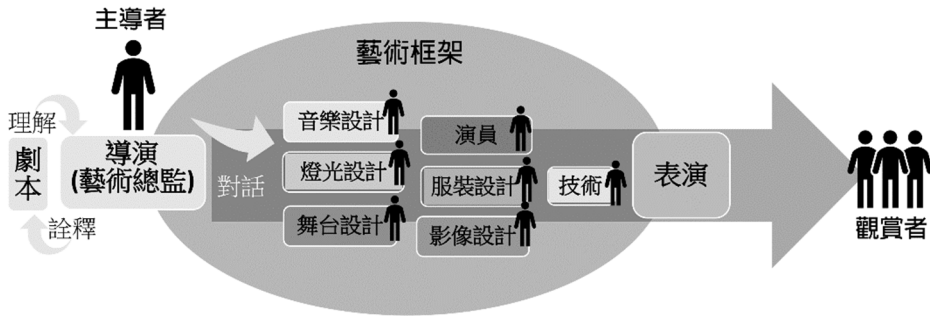 主導者
藝術框架
理解
劇本
詮釋
導演
(藝術總監)
對話
音樂設計
燈光設計
舞台設計
演員
服裝設計
影像設計
技術
表演
觀賞者